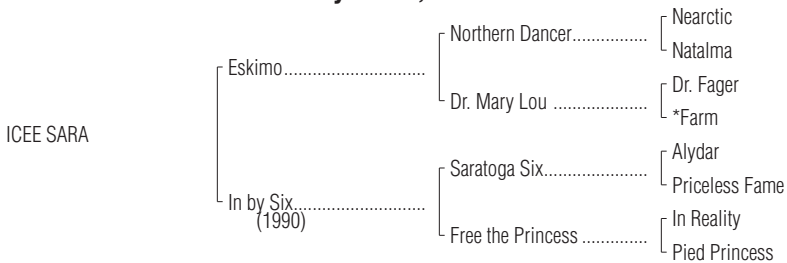 Nearctic
Northern Dancer................
Natalma
Eskimo..............................
Dr. Fager
Dr. Mary Lou ....................
*Farm
ICEE SARA
Alydar
Saratoga Six......................
Priceless Fame
In by Six............................
(1990)
In Reality
Free the Princess ..............
Pied Princess